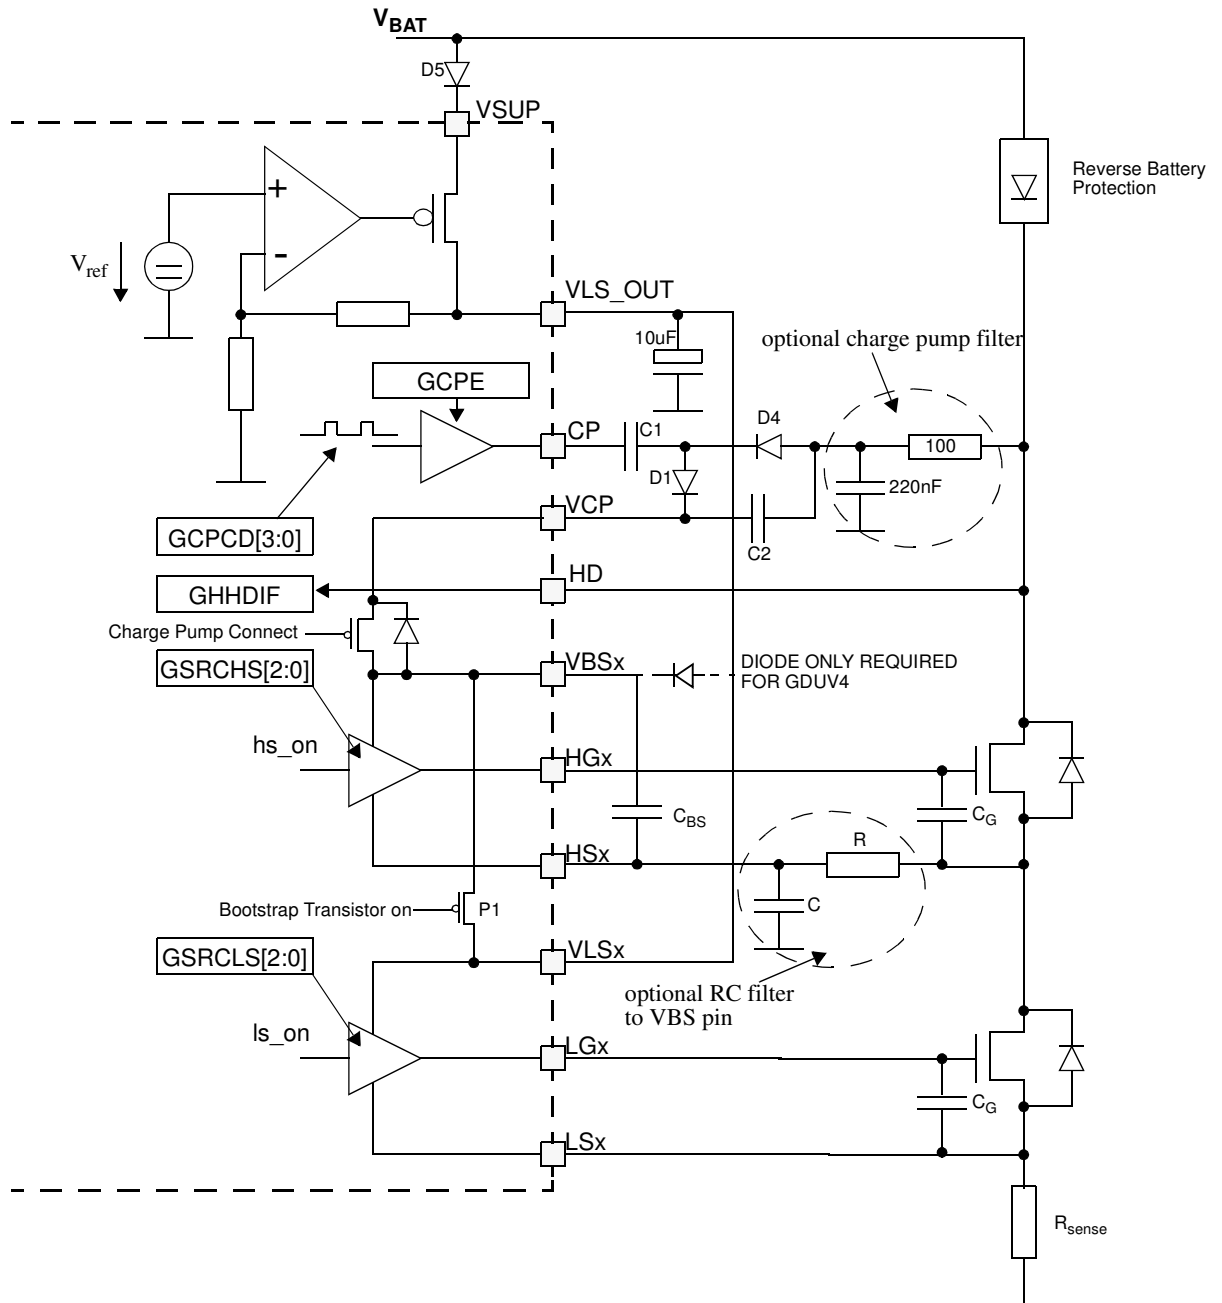 VBAT
D5
VSUP
Reverse Battery
Protection
+
-
Vref
VLS_OUT
10uF
optional charge pump filter
GCPE
CP
C1
D4
100
D1
220nF
VCP
C2
GCPCD[3:0]
HD
GHHDIF
Charge Pump Connect
GSRCHS[2:0]
VBSx
DIODE ONLY REQUIRED
FOR GDUV4
hs_on
HGx
CBS
CG
R
HSx
C
Bootstrap Transistor on
P1
GSRCLS[2:0]
VLSx
optional RC filter
to VBS pin
ls_on
LGx
CG
LSx
Rsense